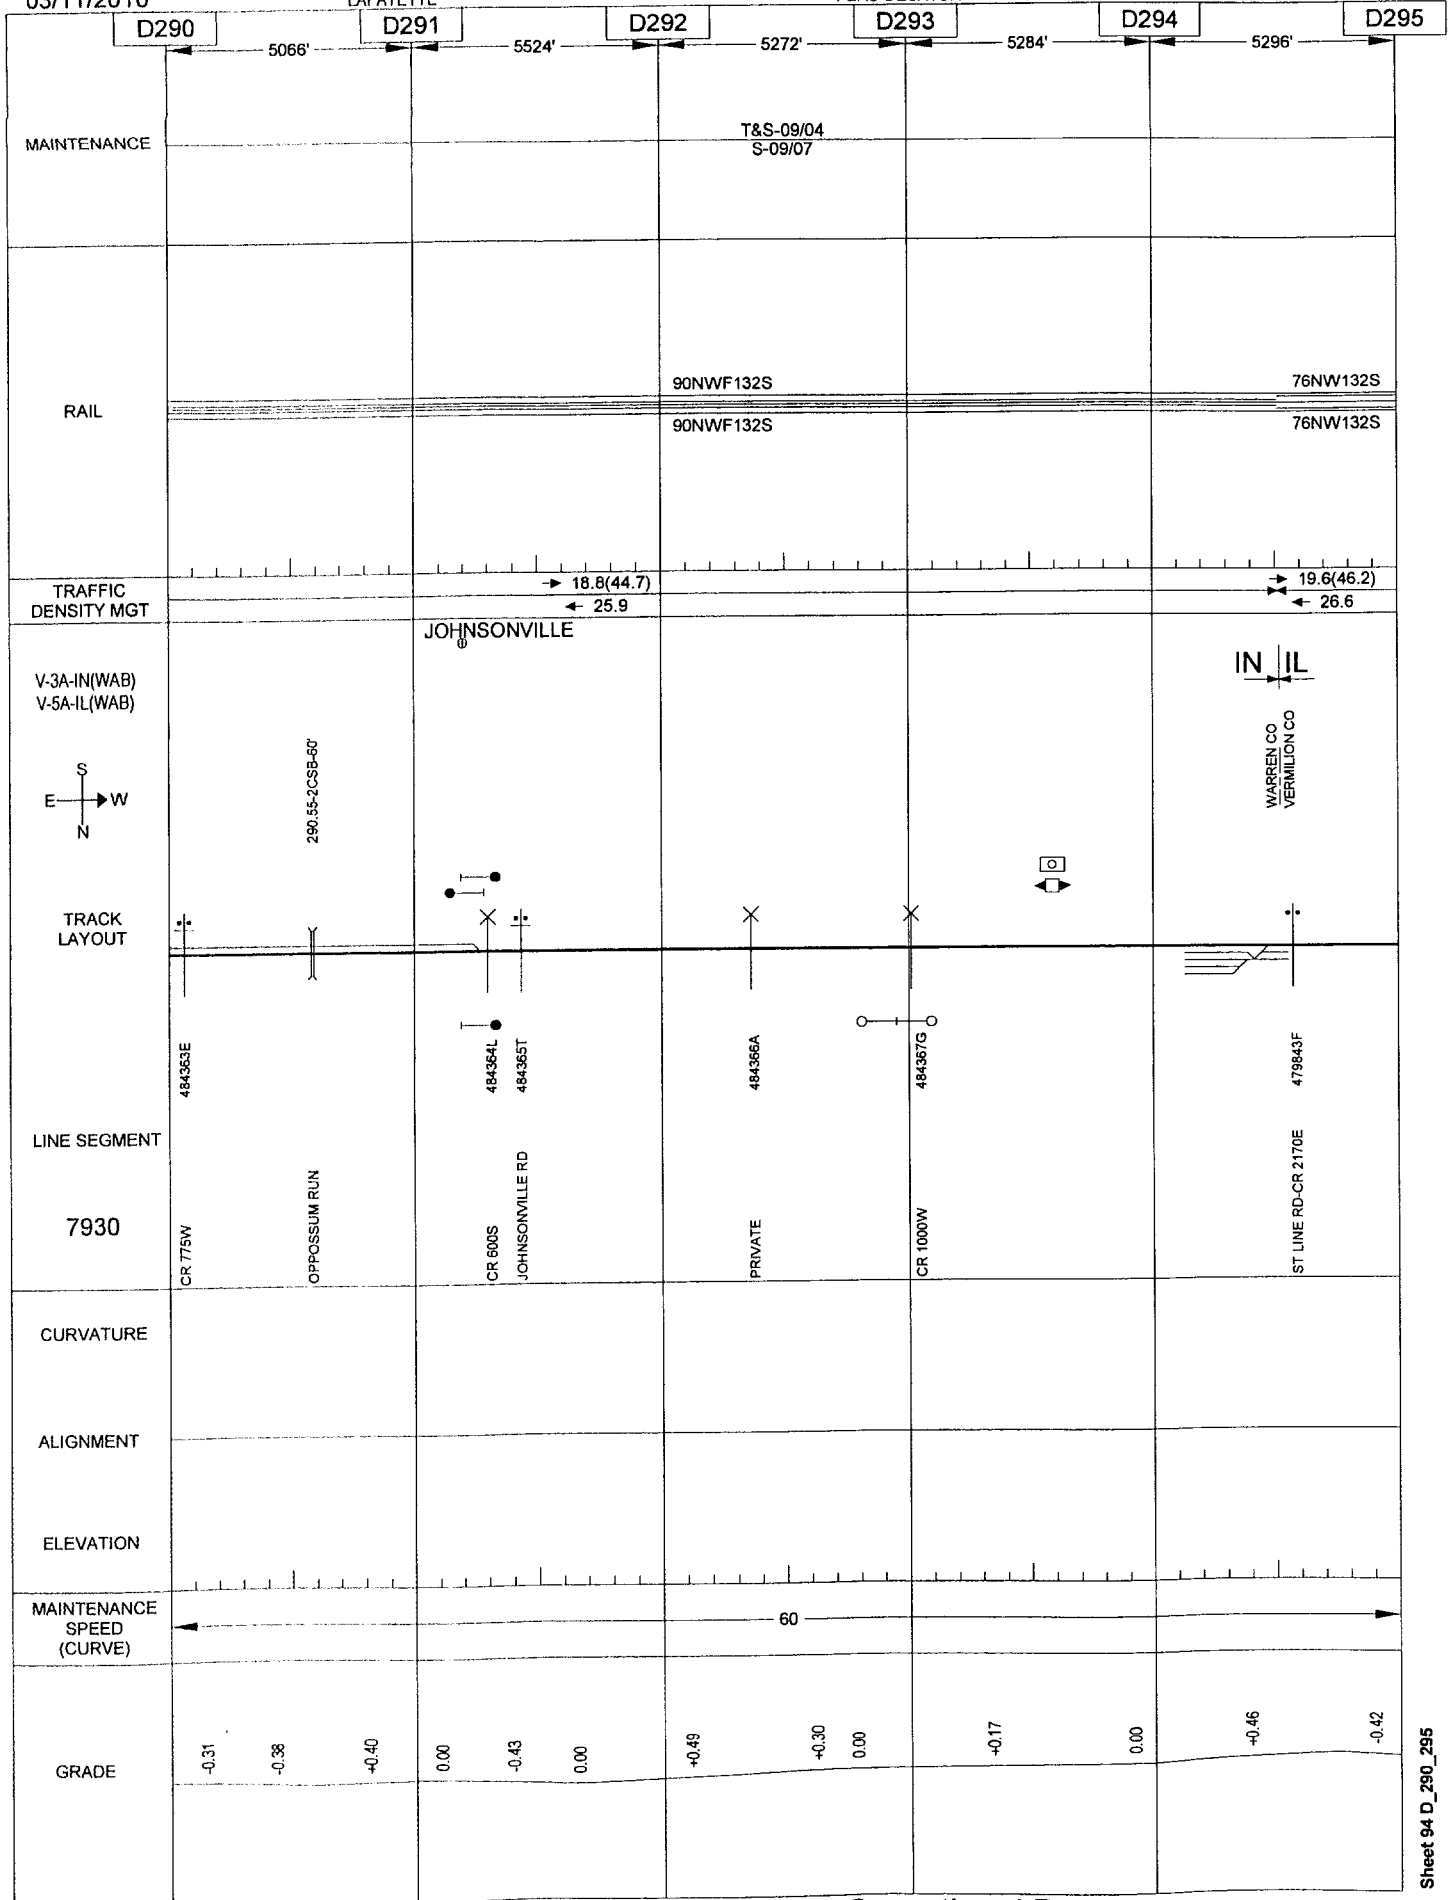 03/11/2010
LAFAYETTE
D290 D291 D292 D293 D294 D295
5066' 5524' 5272' 5284' 5296'
MAINTENANCE
T&S-09/04
S-09/07
RAIL
90NWF132S 76NW132S
90NWF132S 76NW132S
TRAFFIC
DENSITY MGT
18.8(44.7) 19.6(46.2)
25.9 26.6
JOHNSONVILLE
V-3A-IN(WAB)
V-5A-IL(WAB)
IN IL
WARREN CO
VERMILION CO
S
E W
N
290.55-2CSB-60'
TRACK
LAYOUT
484363E
484364L
484365T
484366A
484367G
479843F
LINE SEGMENT
7930
CR 775W
OPPOSSUM RUN
CR 600S
JOHNSONVILLE RD
PRIVATE
CR 1000W
ST LINE RD-CR 2170E
CURVATURE
ALIGNMENT
ELEVATION
MAINTENANCE
SPEED
(CURVE)
60
GRADE
-0.31 -0.38 +0.40 0.00 -0.43 0.00 +0.49 +0.30 0.00 +0.17 0.00 +0.46 -0.42
Sheet 94 D_290_295